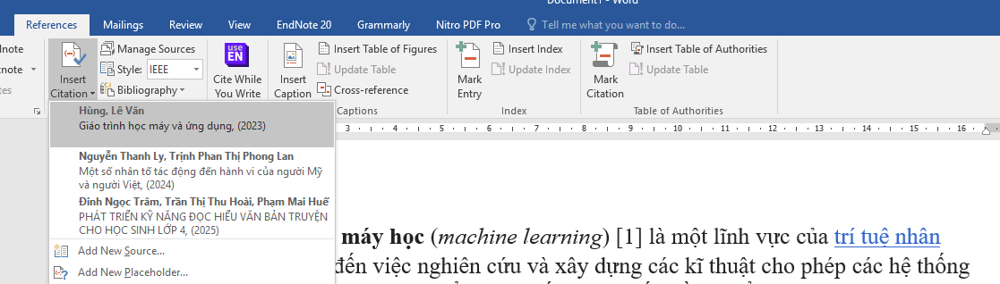 Document1 - Word
References Mailings Review View EndNote 20 Grammarly Nitro PDF Pro Tell me what you want to do...
Insert Citation
Manage Sources
Style: IEEE
Bibliography
useEN
Cite While You Write
Insert Caption
Insert Table of Figures
Update Table
Cross-reference
Captions
Mark Entry
Insert Index
Update Index
Index
Mark Citation
Insert Table of Authorities
Update Table
Table of Authorities
Hùng, Lê Văn
Giáo trình học máy và ứng dụng, (2023)
Nguyễn Thanh Ly, Trịnh Phan Thị Phong Lan
Một số nhân tố tác động đến hành vi của người Mỹ
và người Việt, (2024)
Đinh Ngọc Trâm, Trần Thị Thu Hoài, Phạm Mai Huế
PHÁT TRIỂN KỸ NĂNG ĐỌC HIỂU VĂN BẢN TRUYỆN
CHO HỌC SINH LỚP 4, (2025)
Add New Source...
Add New Placeholder...
3 4 5 6 7 8 9 10 11 12 13 14 15 16
máy học (machine learning) [1] là một lĩnh vực của trí tuệ nhân
đến việc nghiên cứu và xây dựng các kĩ thuật cho phép các hệ thống